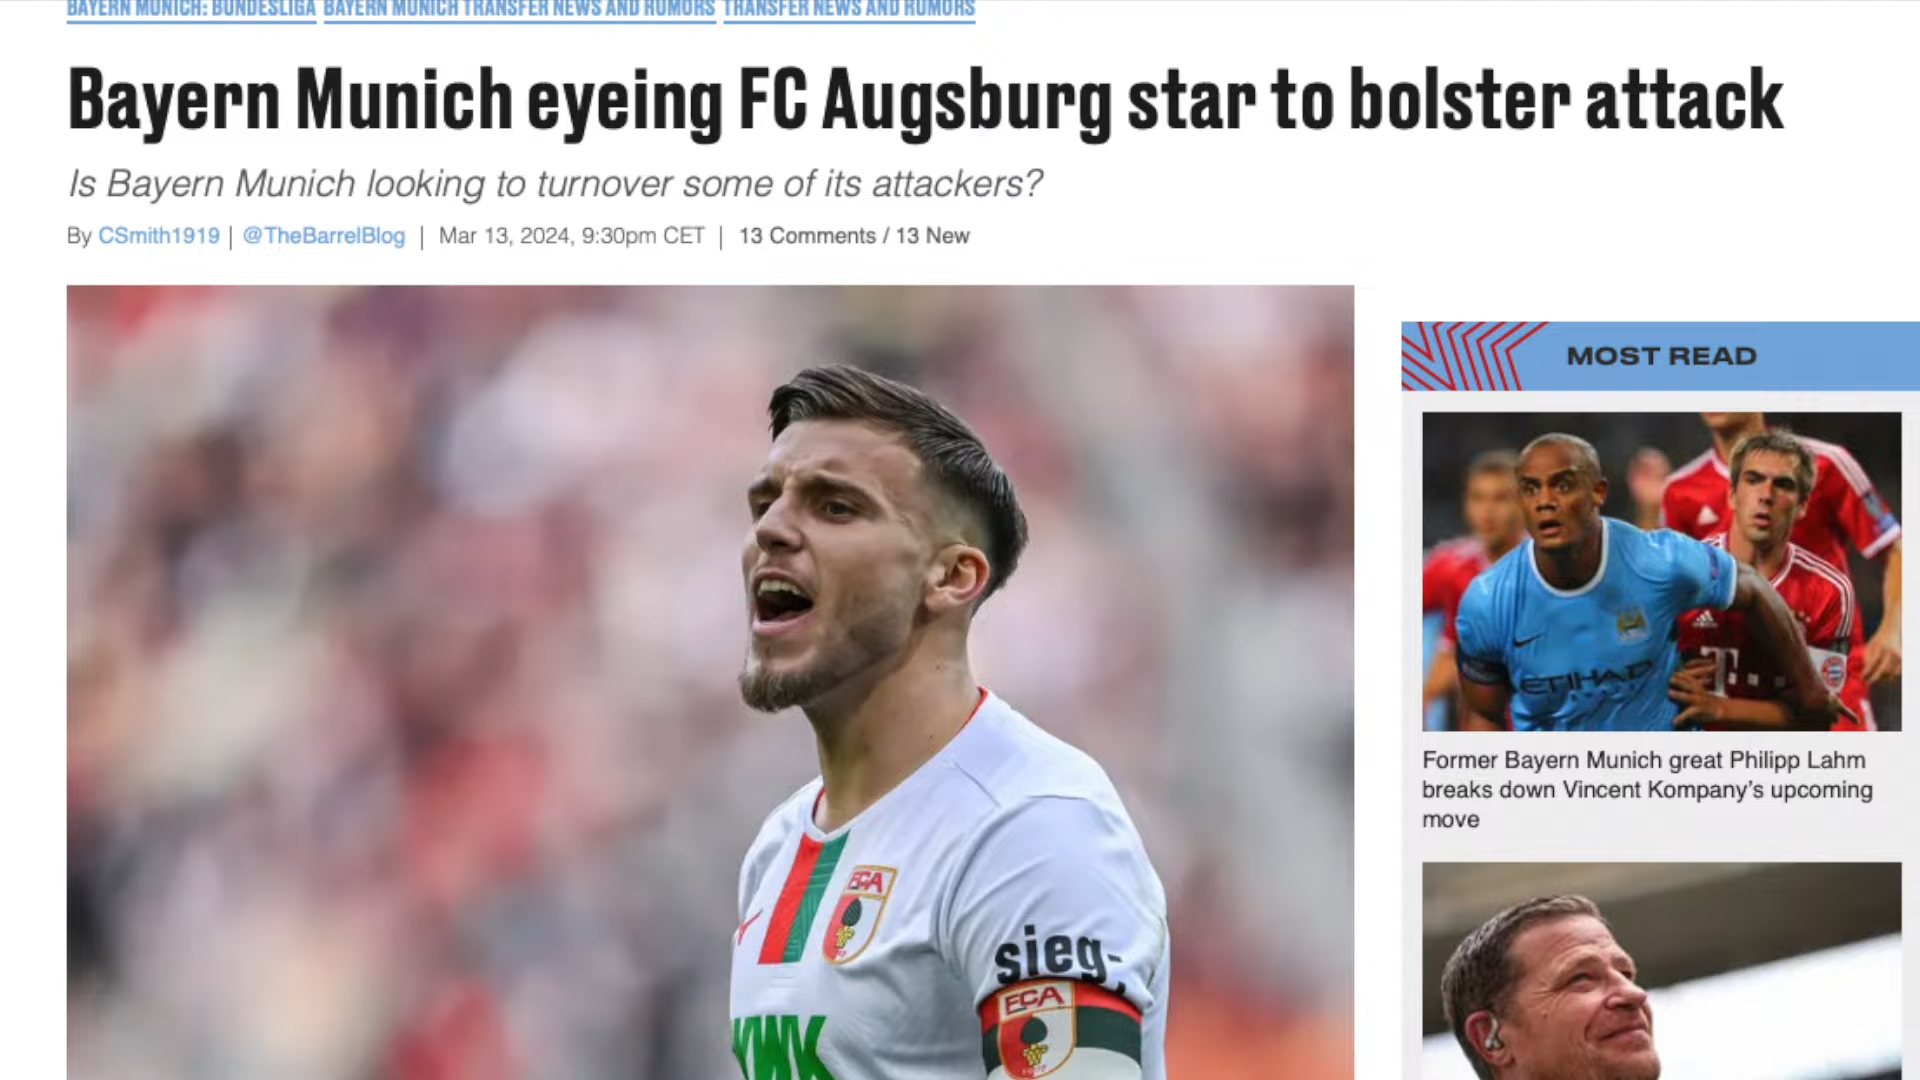 BAYERN MUNICH: BUNDESLIGA BAYERN MUNICH TRANSFER NEWS AND RUMORS TRANSFER NEWS AND RUMORS
Bayern Munich eyeing FC Augsburg star to bolster attack
Is Bayern Munich looking to turnover some of its attackers?
By CSmith1919 | @TheBarrelBlog | Mar 13, 2024, 9:30pm CET | 13 Comments / 13 New
MOST READ
ETIHAD
T
Former Bayern Munich great Philipp Lahm
breaks down Vincent Kompany's upcoming
move
FCA
sieg-
FCA
1907
WWK